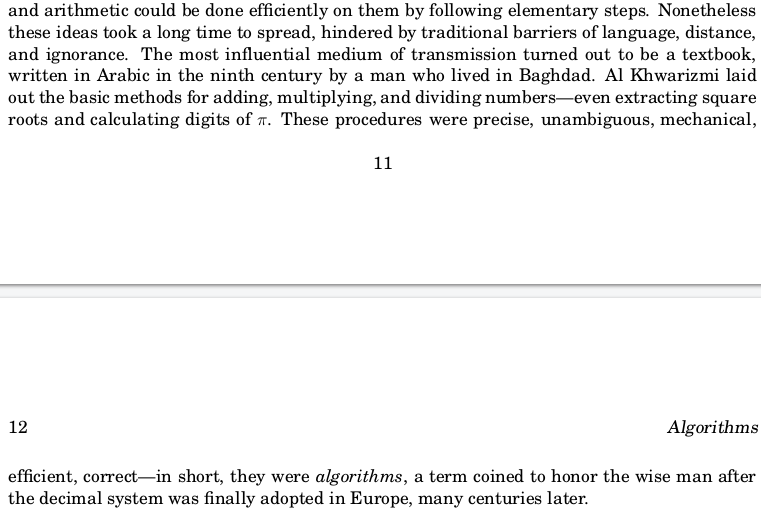 and arithmetic could be done efficiently on them by following elementary steps. Nonetheless
these ideas took a long time to spread, hindered by traditional barriers of language, distance,
and ignorance. The most influential medium of transmission turned out to be a textbook,
written in Arabic in the ninth century by a man who lived in Baghdad. Al Khwarizmi laid
out the basic methods for adding, multiplying, and dividing numbers—even extracting square
roots and calculating digits of π. These procedures were precise, unambiguous, mechanical,
11
12 Algorithms
efficient, correct—in short, they were algorithms, a term coined to honor the wise man after
the decimal system was finally adopted in Europe, many centuries later.